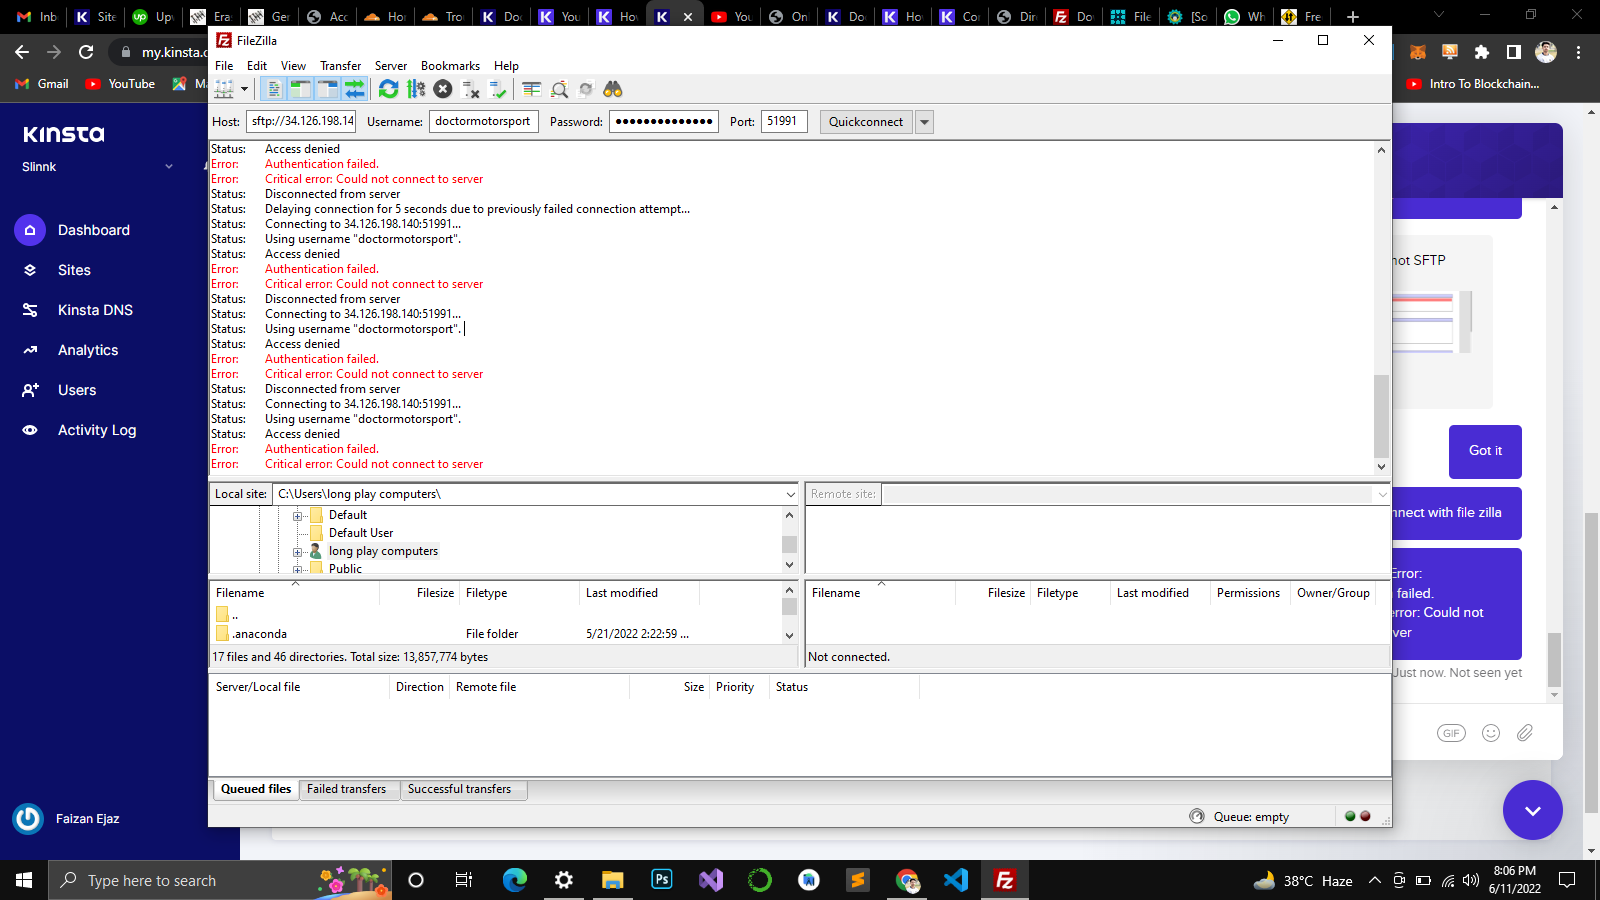 Inb
Site
Up
Era
Ger
Acc
Hor
Tro
Do
You
Hov
You
Onl
Do
Ho
Cor
Dire
Do
File
[So
Wh
Fre
my.kinsta.c
Gmail
YouTube
Ma
Intro To Blockchain...
FileZilla
File Edit View Transfer Server Bookmarks Help
Host: sftp://34.126.198.14 Username: doctormotorsport Password: ●●●●●●●●●●●●●● Port: 51991 Quickconnect
Status: Access denied
Error: Authentication failed.
Error: Critical error: Could not connect to server
Status: Disconnected from server
Status: Delaying connection for 5 seconds due to previously failed connection attempt...
Status: Connecting to 34.126.198.140:51991...
Status: Using username "doctormotorsport".
Status: Access denied
Error: Authentication failed.
Error: Critical error: Could not connect to server
Status: Disconnected from server
Status: Connecting to 34.126.198.140:51991...
Status: Using username "doctormotorsport".
Status: Access denied
Error: Authentication failed.
Error: Critical error: Could not connect to server
Status: Disconnected from server
Status: Connecting to 34.126.198.140:51991...
Status: Using username "doctormotorsport".
Status: Access denied
Error: Authentication failed.
Error: Critical error: Could not connect to server
Local site: C:\Users\long play computers\
Default
Default User
long play computers
Public
Filename Filesize Filetype Last modified
..
.anaconda File folder 5/21/2022 2:22:59 ...
17 files and 46 directories. Total size: 13,857,774 bytes
Remote site:
Filename Filesize Filetype Last modified Permissions Owner/Group
Not connected.
Server/Local file Direction Remote file Size Priority Status
Queued files Failed transfers Successful transfers
Queue: empty
KINSTA
Slinnk
Dashboard
Sites
Kinsta DNS
Analytics
Users
Activity Log
Faizan Ejaz
not SFTP
Got it
nnect with file zilla
Error:
failed.
error: Could not
ver
Just now. Not seen yet
GIF
Type here to search
Ps
38°C Haze
8:06 PM
6/11/2022